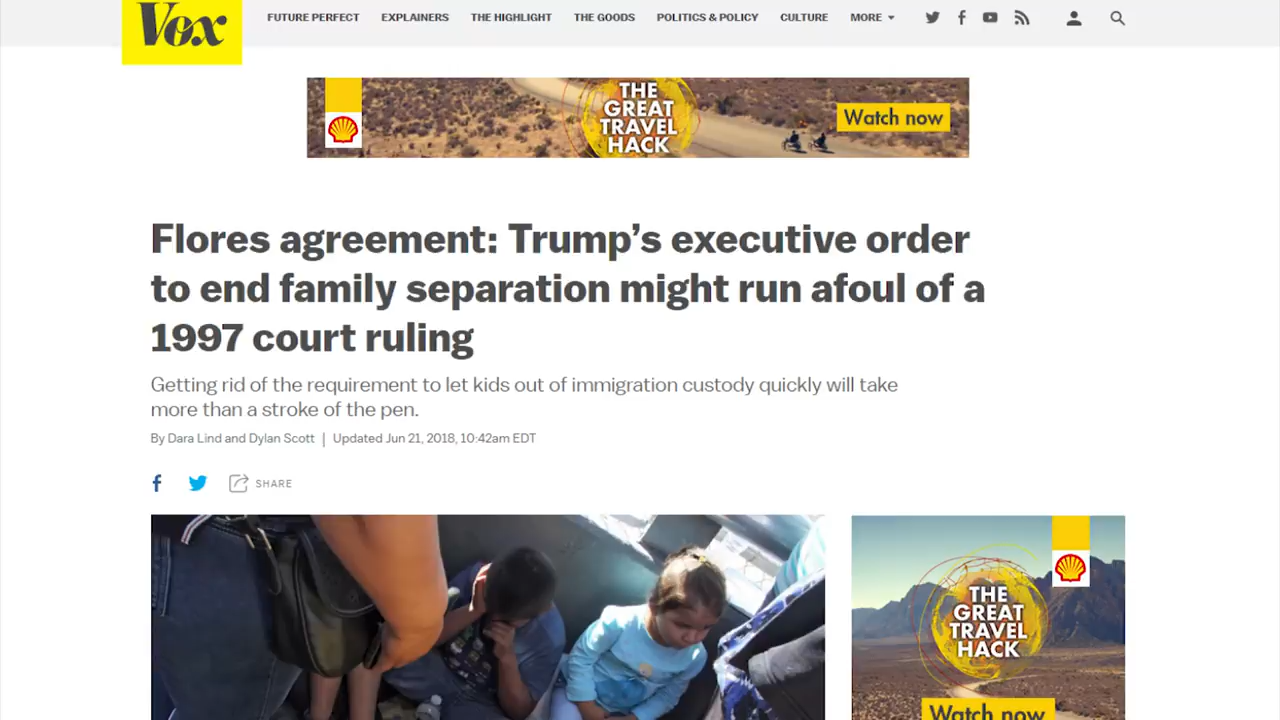 Vox
FUTURE PERFECT EXPLAINERS THE HIGHLIGHT THE GOODS POLITICS & POLICY CULTURE MORE
THE
GREAT
TRAVEL
HACK
Watch now
Flores agreement: Trump’s executive order
to end family separation might run afoul of a
1997 court ruling
Getting rid of the requirement to let kids out of immigration custody quickly will take
more than a stroke of the pen.
By Dara Lind and Dylan Scott | Updated Jun 21, 2018, 10:42am EDT
SHARE
THE
GREAT
TRAVEL
HACK
Watch now